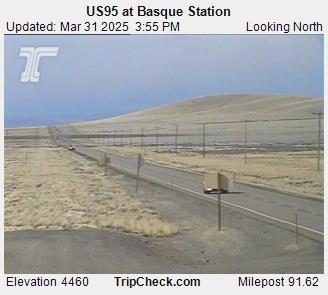 US95 at Basque Station
Updated: Mar 31 2025 3:55 PM Looking North
Elevation 4460 TripCheck.com Milepost 91.62